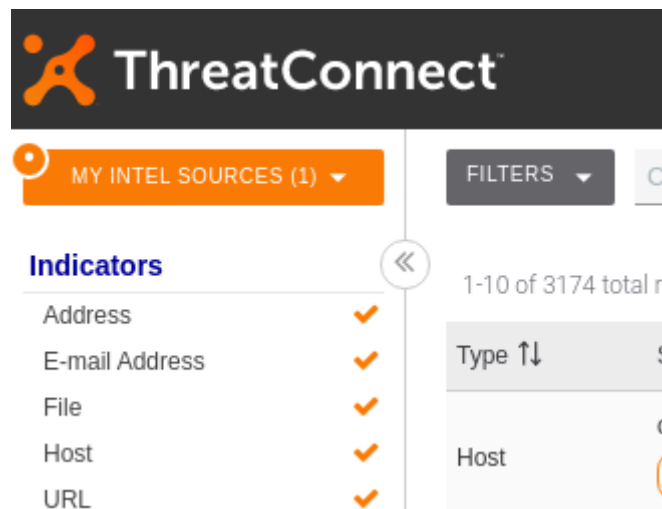 ThreatConnect™
MY INTEL SOURCES (1)
FILTERS
Indicators
1-10 of 3174 total
Address
E-mail Address
Type
File
Host
Host
URL